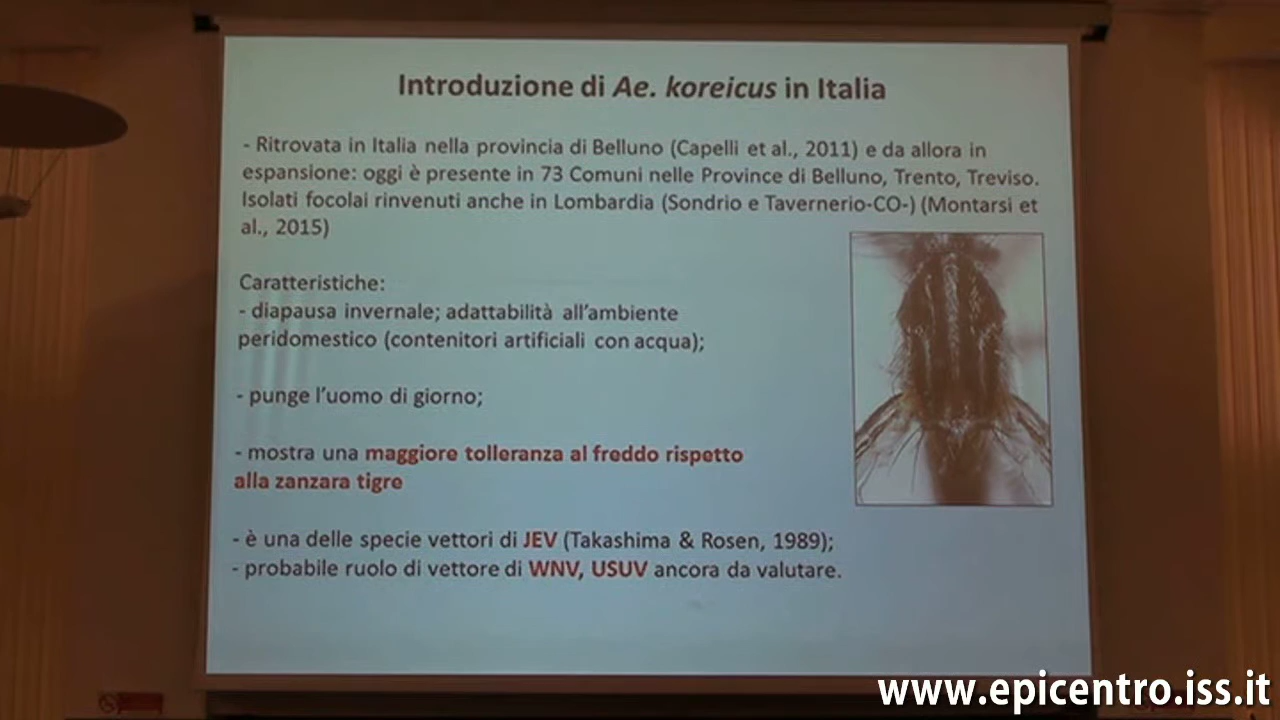 Introduzione di Ae. koreicus in Italia
- Ritrovata in Italia nella provincia di Belluno (Capelli et al., 2011) e da allora in
espansione: oggi è presente in 73 Comuni nelle Province di Belluno, Trento, Treviso.
Isolati focolai rinvenuti anche in Lombardia (Sondrio e Tavernerio-CO-) (Montarsi et
al., 2015)
Caratteristiche:
- diapausa invernale; adattabilità all'ambiente
peridomestico (contenitori artificiali con acqua);
- punge l'uomo di giorno;
- mostra una maggiore tolleranza al freddo rispetto
alla zanzara tigre
- è una delle specie vettori di JEV (Takashima & Rosen, 1989);
- probabile ruolo di vettore di WNV, USUV ancora da valutare.
www.epicentro.iss.it